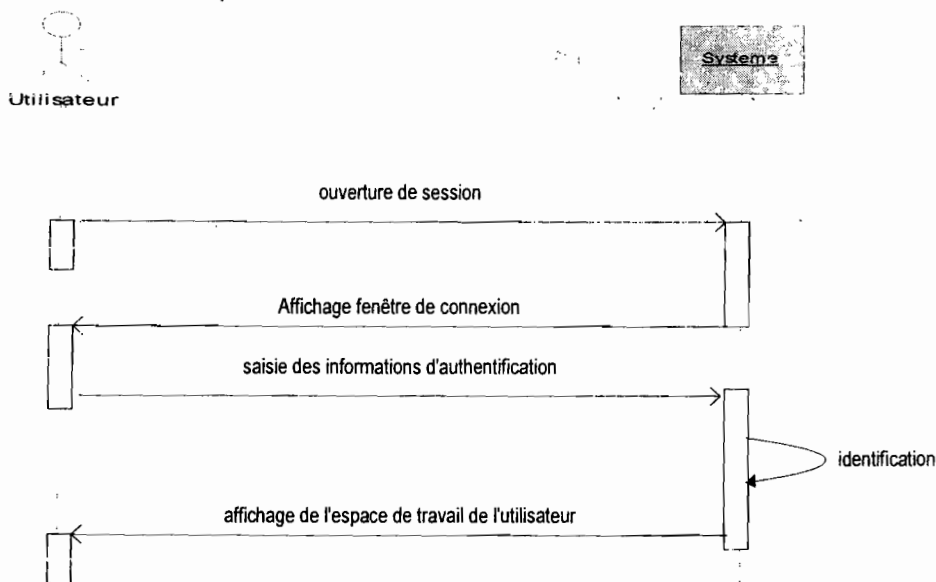 Systeme
Utilisateur
ouverture de session
Affichage fenêtre de connexion
saisie des informations d'authentification
identification
affichage de l'espace de travail de l'utilisateur